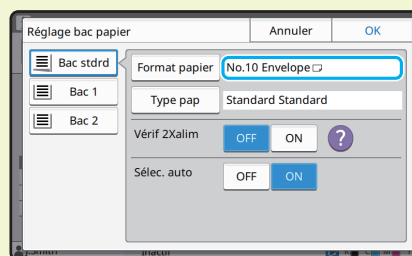 Réglage bac papier
Annuler
OK
Bac stdrd
Format papier
No.10 Envelope
Bac 1
Type pap
Standard Standard
Bac 2
Vérif 2Xalim
OFF
ON
?
Sélec. auto
OFF
ON
J.Smith
Inactif